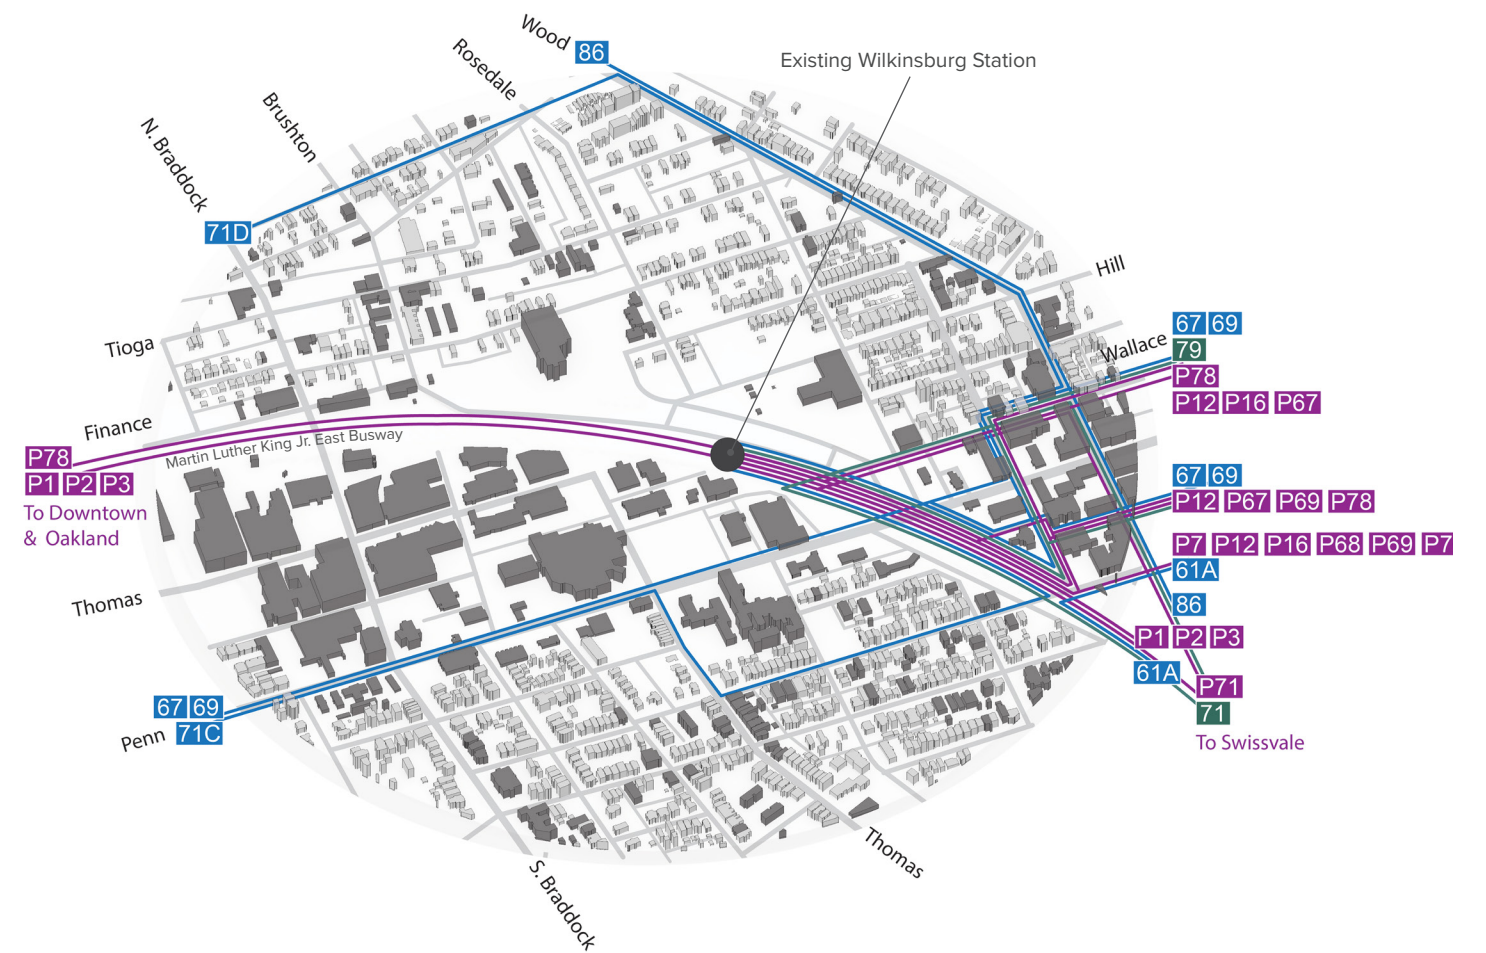 Wood
86
Existing Wilkinsburg Station
Rosedale
Brushton
N. Braddock
71D
Hill
67 69
Wallace
79
P78
P12 P16 P67
Tioga
Finance
Martin Luther King Jr. East Busway
P78
P1 P2 P3
To Downtown
& Oakland
67 69
P12 P67 P69 P78
P7 P12 P16 P68 P69 P7
61A
86
Thomas
P1 P2 P3
61A
P71
71
To Swissvale
67 69
71C
Penn
Thomas
S. Braddock